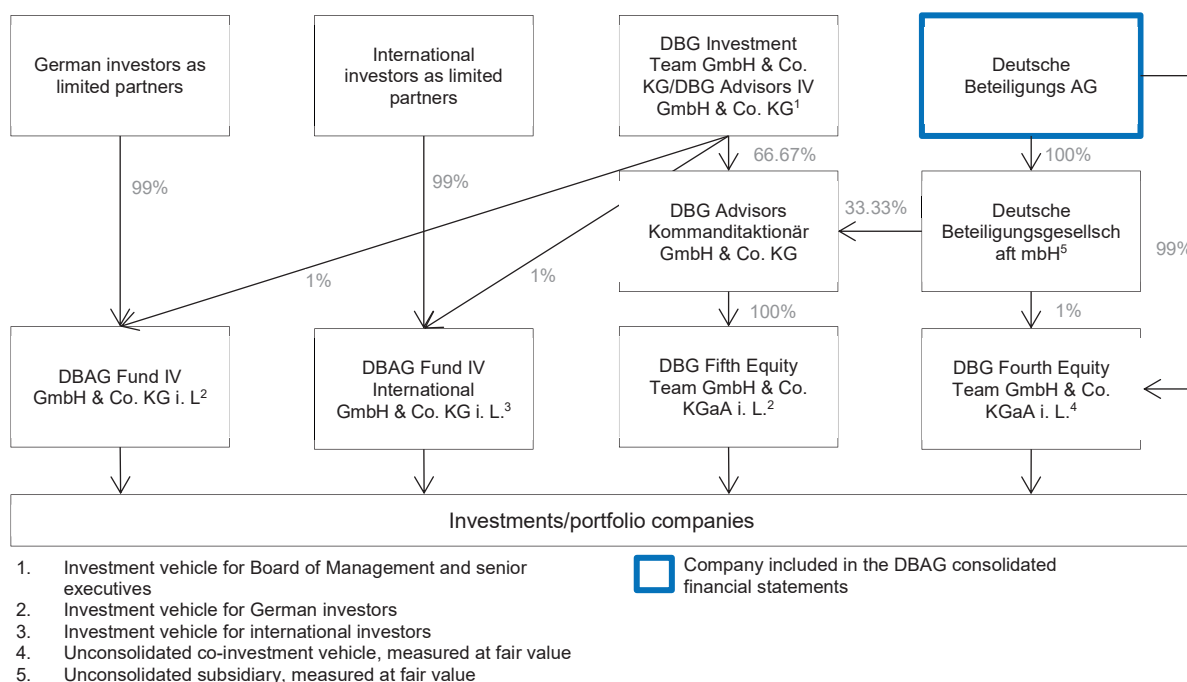 German investors as
limited partners
International
investors as limited
partners
DBG Investment
Team GmbH & Co.
KG/DBG Advisors IV
GmbH & Co. KG¹
Deutsche
Beteiligungs AG
99%
99%
66.67%
100%
DBG Advisors
Kommanditaktionär
GmbH & Co. KG
33.33%
Deutsche
Beteiligungsgesellsch
aft mbH⁵
99%
1%
1%
100%
1%
DBAG Fund IV
GmbH & Co. KG i. L²
DBAG Fund IV
International
GmbH & Co. KG i. L.³
DBG Fifth Equity
Team GmbH & Co.
KGaA i. L.²
DBG Fourth Equity
Team GmbH & Co.
KGaA i. L.⁴
Investments/portfolio companies
1. Investment vehicle for Board of Management and senior
executives
2. Investment vehicle for German investors
3. Investment vehicle for international investors
4. Unconsolidated co-investment vehicle, measured at fair value
5. Unconsolidated subsidiary, measured at fair value
Company included in the DBAG consolidated
financial statements